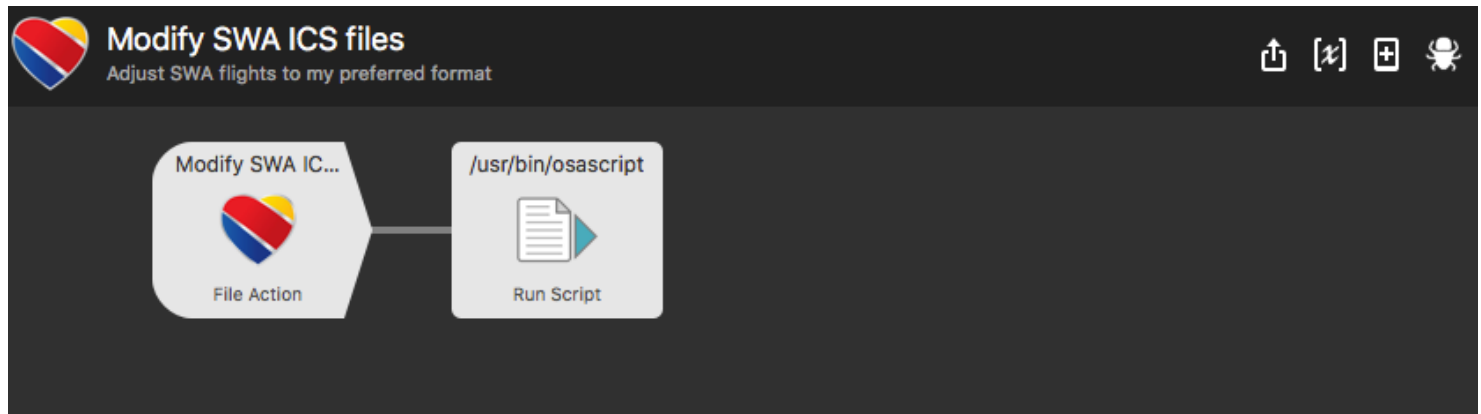 Modify SWA ICS files
Adjust SWA flights to my preferred format
[x]
Modify SWA IC...
/usr/bin/osascript
File Action
Run Script